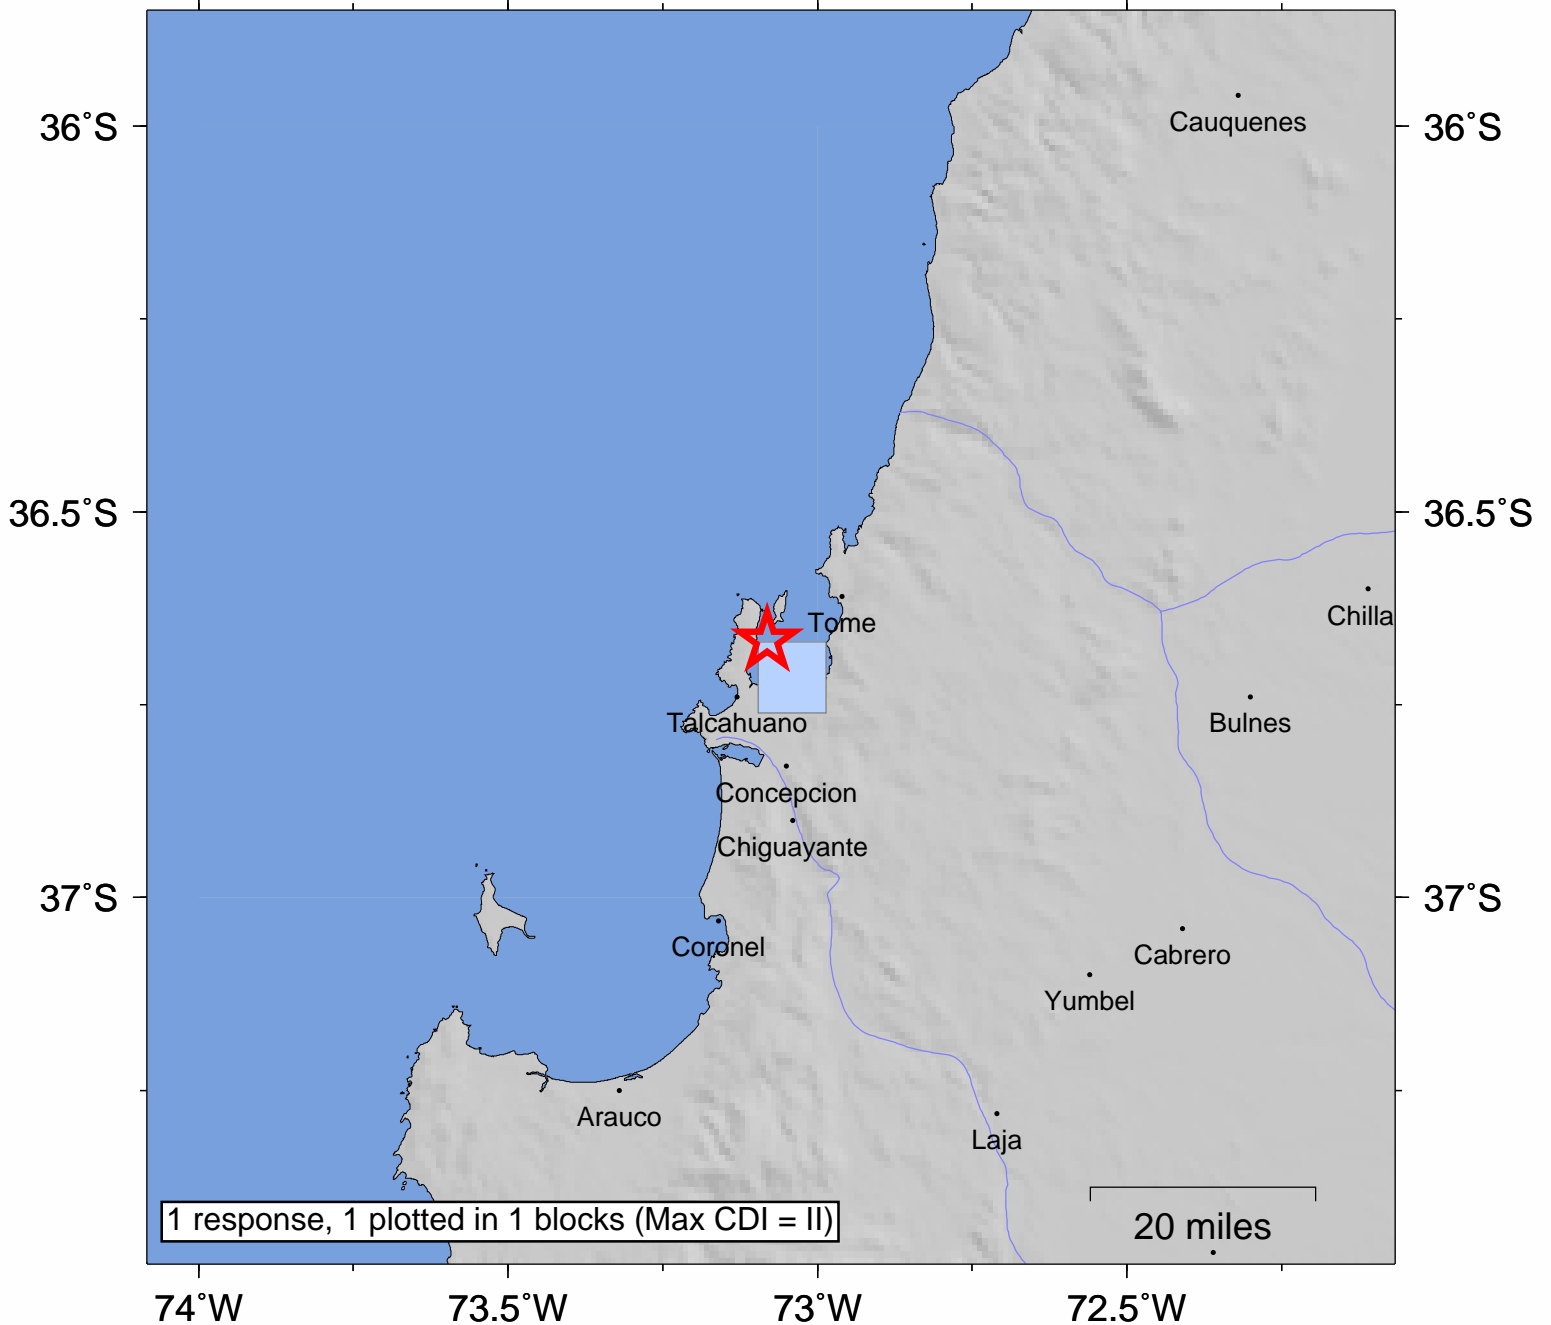 Cauquenes
36°S
36°S
36.5°S
36.5°S
Chilla
Tome
Talcahuano
Bulnes
Concepcion
Chiguayante
37°S
37°S
Coronel
Cabrero
Yumbel
Arauco
Laja
1 response, 1 plotted in 1 blocks (Max CDI = II)
20 miles
74°W
73.5°W
73°W
72.5°W